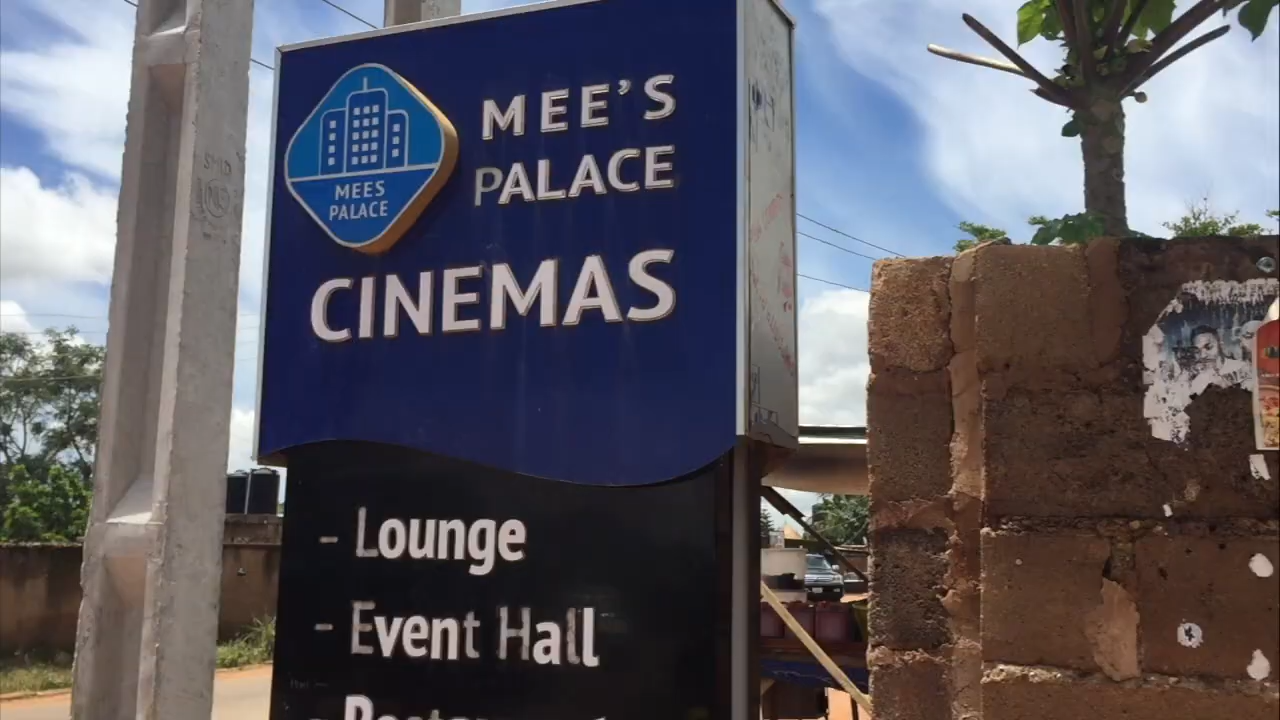 MEES
PALACE
MEE'S
PALACE
CINEMAS
- Lounge
- Event Hall